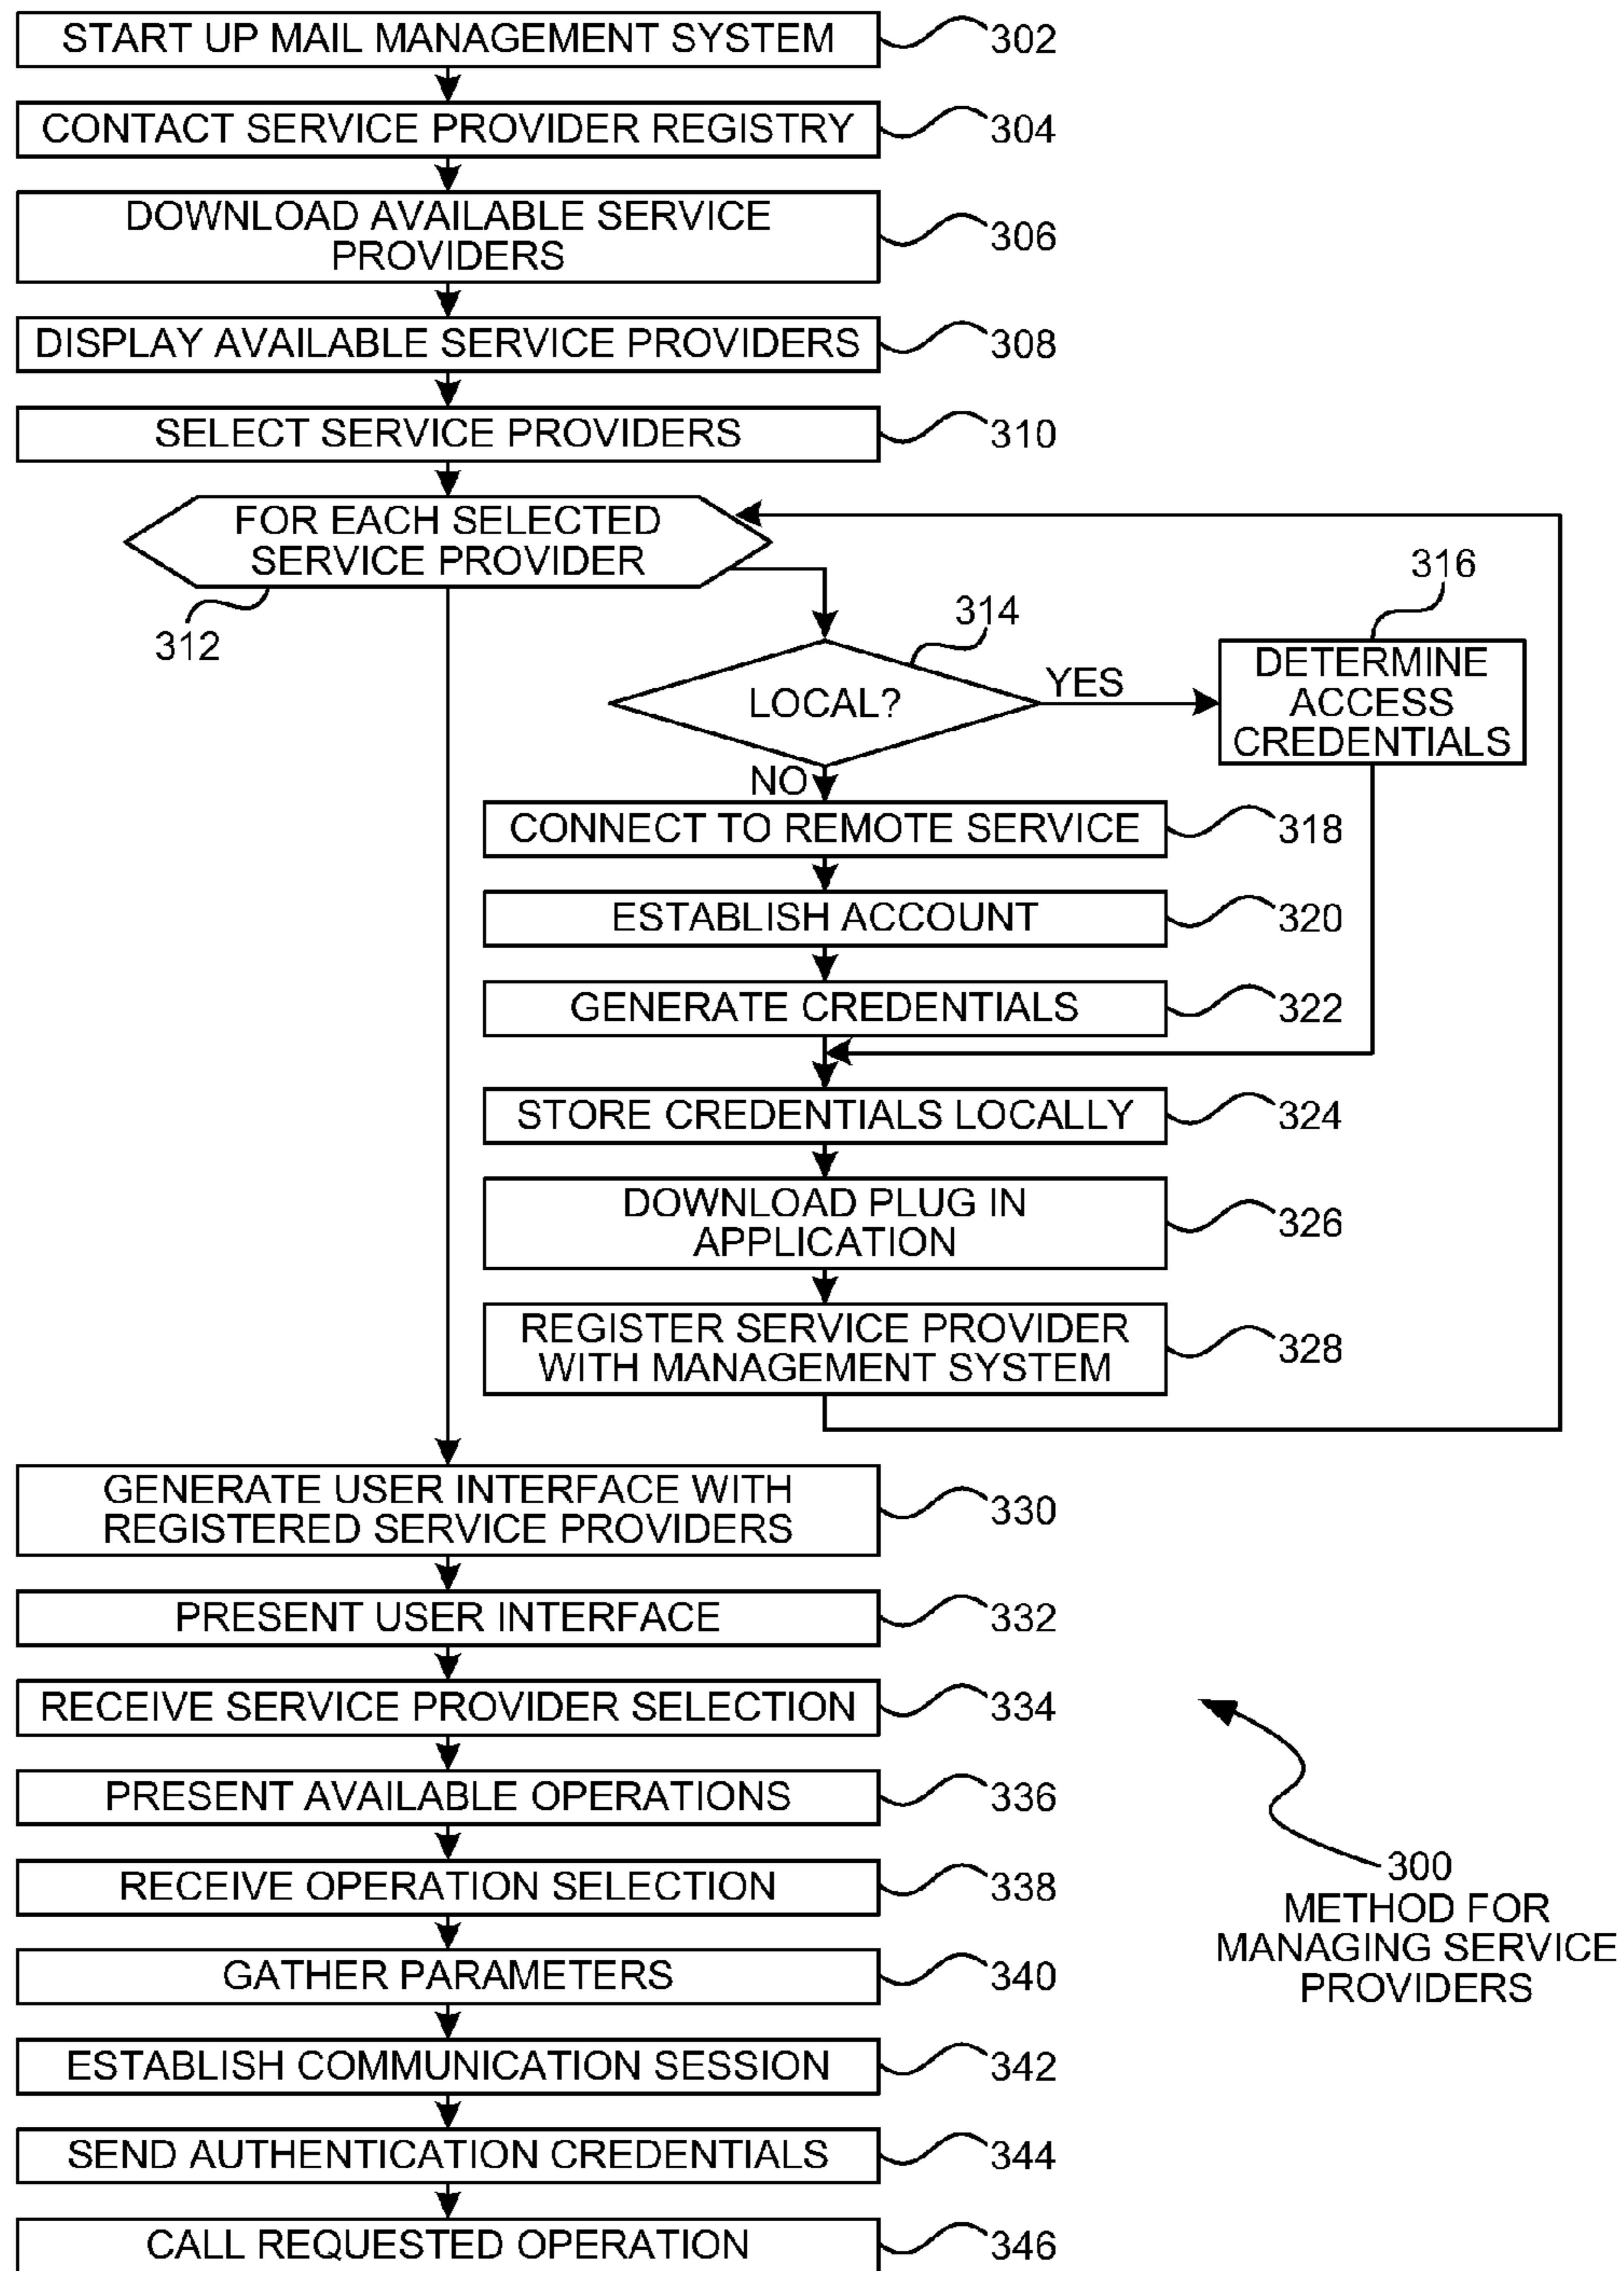 START UP MAIL MANAGEMENT SYSTEM
302
CONTACT SERVICE PROVIDER REGISTRY
304
DOWNLOAD AVAILABLE SERVICE
PROVIDERS
306
DISPLAY AVAILABLE SERVICE PROVIDERS
308
SELECT SERVICE PROVIDERS
310
FOR EACH SELECTED
SERVICE PROVIDER
312
314
LOCAL?
YES
316
DETERMINE
ACCESS
CREDENTIALS
NO
CONNECT TO REMOTE SERVICE
318
ESTABLISH ACCOUNT
320
GENERATE CREDENTIALS
322
STORE CREDENTIALS LOCALLY
324
DOWNLOAD PLUG IN
APPLICATION
326
REGISTER SERVICE PROVIDER
WITH MANAGEMENT SYSTEM
328
GENERATE USER INTERFACE WITH
REGISTERED SERVICE PROVIDERS
330
PRESENT USER INTERFACE
332
RECEIVE SERVICE PROVIDER SELECTION
334
PRESENT AVAILABLE OPERATIONS
336
RECEIVE OPERATION SELECTION
338
GATHER PARAMETERS
340
ESTABLISH COMMUNICATION SESSION
342
SEND AUTHENTICATION CREDENTIALS
344
CALL REQUESTED OPERATION
346
300
METHOD FOR
MANAGING SERVICE
PROVIDERS